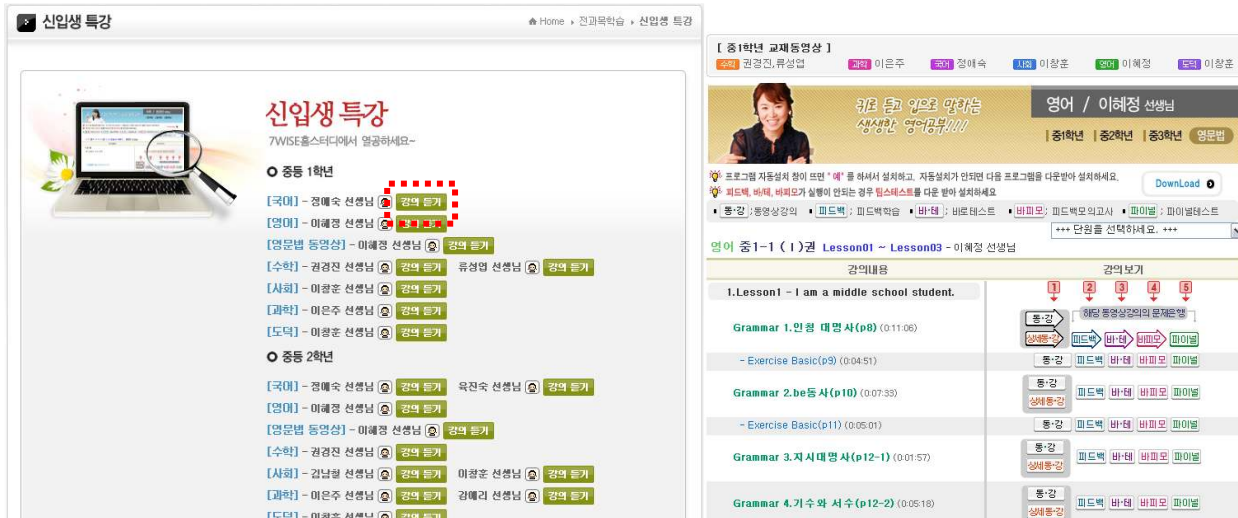 신입생 특강
Home › 전과목학습 › 신입생 특강
신입생 특강
7WISE홈스터디에서 열공하세요~
중등 1학년
[국어] - 정애숙 선생님 강의 듣기
[영어] - 이혜정 선생님 강의 듣기
[영문법 동영상] - 이혜정 선생님 강의 듣기
[수학] - 권경진 선생님 강의 듣기 류성엽 선생님 강의 듣기
[사회] - 이창훈 선생님 강의 듣기
[과학] - 이은주 선생님 강의 듣기
[도덕] - 이창훈 선생님 강의 듣기
중등 2학년
[국어] - 정애숙 선생님 강의 듣기 육진숙 선생님 강의 듣기
[영어] - 이혜정 선생님 강의 듣기
[영문법 동영상] - 이혜정 선생님 강의 듣기
[수학] - 권경진 선생님 강의 듣기
[사회] - 김남철 선생님 강의 듣기 이창훈 선생님 강의 듣기
[과학] - 이은주 선생님 강의 듣기 김예리 선생님 강의 듣기
[도덕] - 이창훈 선생님 강의 듣기
[ 중1학년 교재동영상 ]
수학 권경진,류성엽 과학 이은주 국어 정애숙 사회 이창훈 영어 이혜정 도덕 이창훈
귀로 듣고 입으로 말하는
생생한 영어공부!!!
영어 / 이혜정 선생님
|중1학년 |중2학년 |중3학년 영문법
프로그램 자동설치 창이 뜨면 " 예" 를 하셔서 설치하고, 자동설치가 안되면 다음 프로그램을 다운받아 설치하세요.
피드백, 바/테, 바피모가 실행이 안되는 경우 팁스테스트를 다운 받아 설치하세요
DownLoad
동·강 ;동영상강의 피드백 ; 피드백학습 바·테 ; 바로테스트 바피모 ; 피드백모의고사 파이널 ; 파이널테스트
+++ 단원을 선택하세요. +++
영어 중1-1 (1)권 Lesson01 ~ Lesson03 - 이혜정 선생님
강의내용 강의보기
1.Lesson1 - I am a middle school student.
1 2 3 4 5
해당 동영상강의의 문제은행
Grammar 1.인칭 대명사(p8) (0:11:06)
동·강
상세동·강 피드백 바·테 바피모 파이널
- Exercise Basic(p9) (0:04:51) 동·강 피드백 바·테 바피모 파이널
Grammar 2.be동사(p10) (0:07:33)
동·강
상세동·강 피드백 바·테 바피모 파이널
- Exercise Basic(p11) (0:05:01) 동·강 피드백 바·테 바피모 파이널
Grammar 3.지시대명사(p12-1) (0:01:57)
동·강
상세동·강 피드백 바·테 바피모 파이널
Grammar 4.기수와 서수(p12-2) (0:05:18)
동·강
상세동·강 피드백 바·테 바피모 파이널